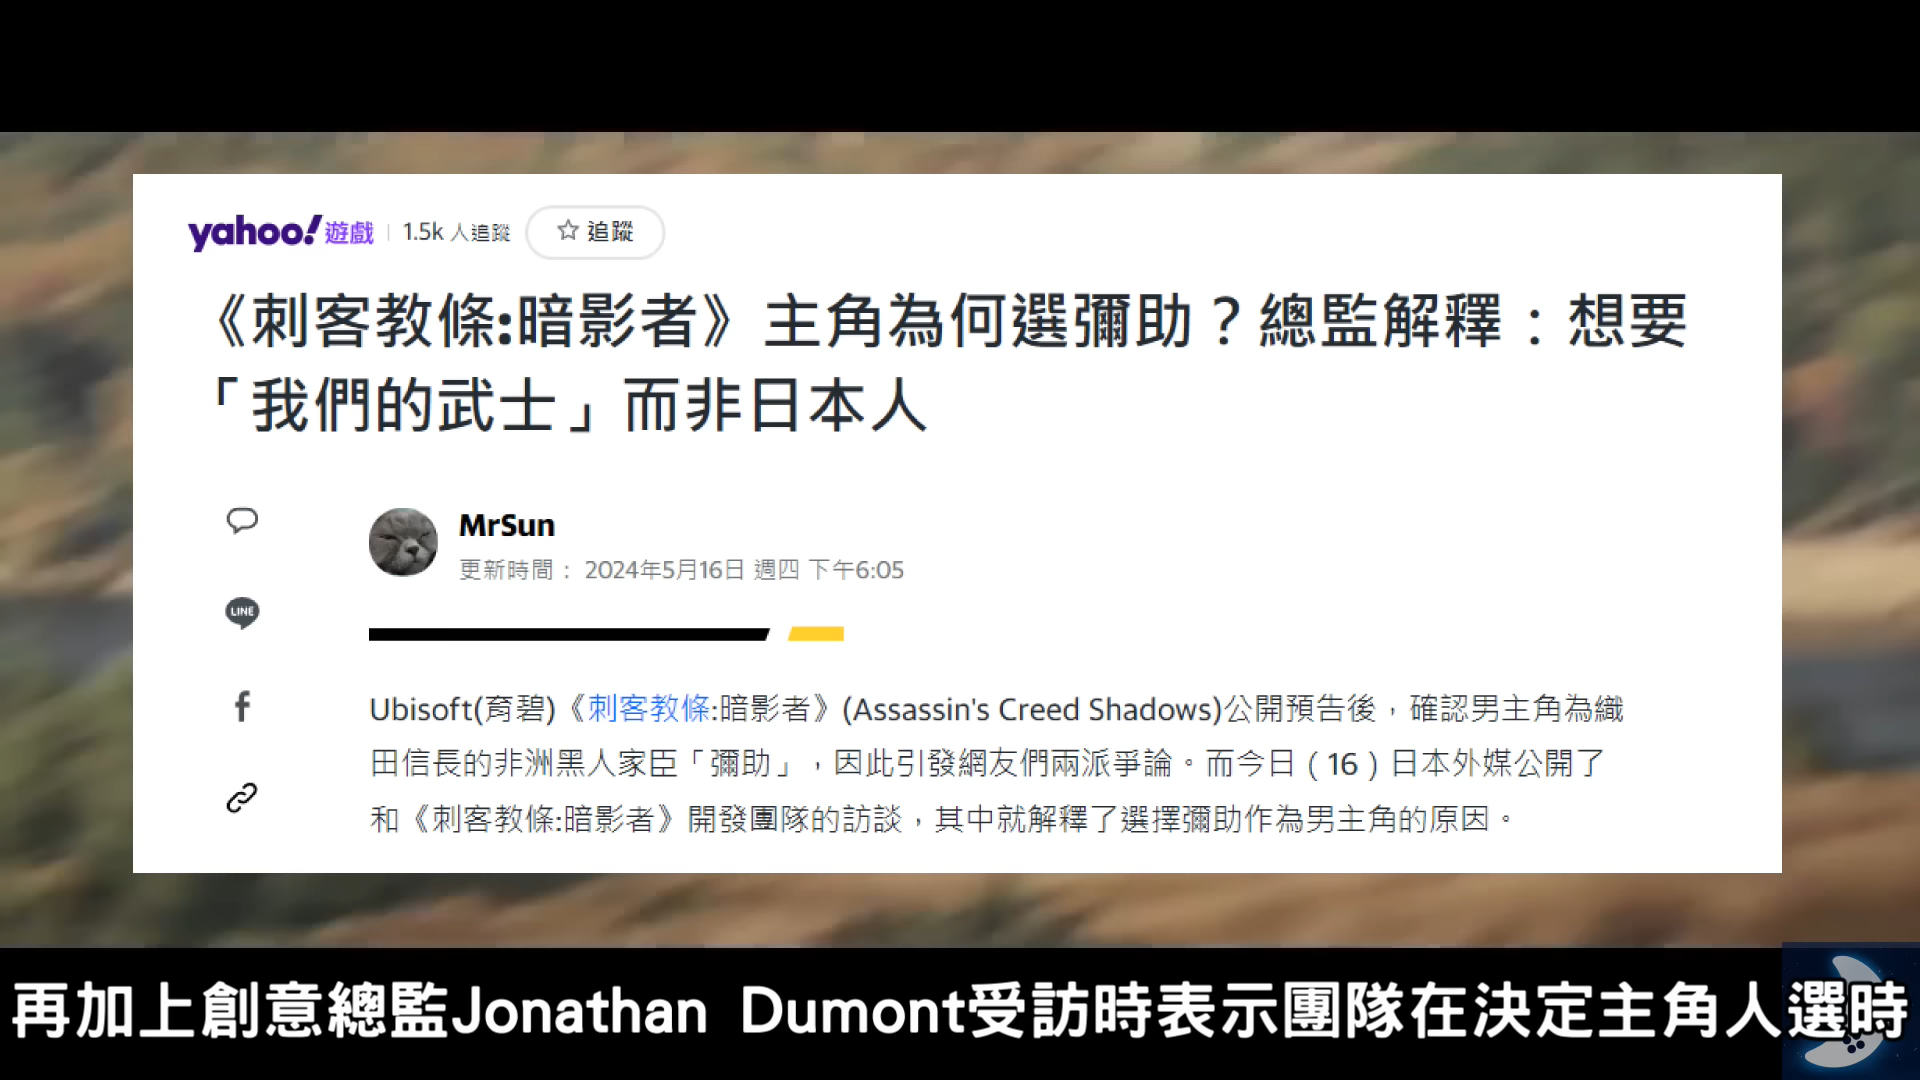 yahoo!遊戲 1.5k 人追蹤 ☆ 追蹤
《刺客教條:暗影者》主角為何選彌助？總監解釋：想要
「我們的武士」而非日本人
MrSun
更新時間： 2024年5月16日 週四 下午6:05
LINE
Ubisoft(育碧)《刺客教條:暗影者》(Assassin's Creed Shadows)公開預告後，確認男主角為織
田信長的非洲黑人家臣「彌助」，因此引發網友們兩派爭論。而今日（16）日本外媒公開了
和《刺客教條:暗影者》開發團隊的訪談，其中就解釋了選擇彌助作為男主角的原因。
再加上創意總監Jonathan Dumont受訪時表示團隊在決定主角人選時